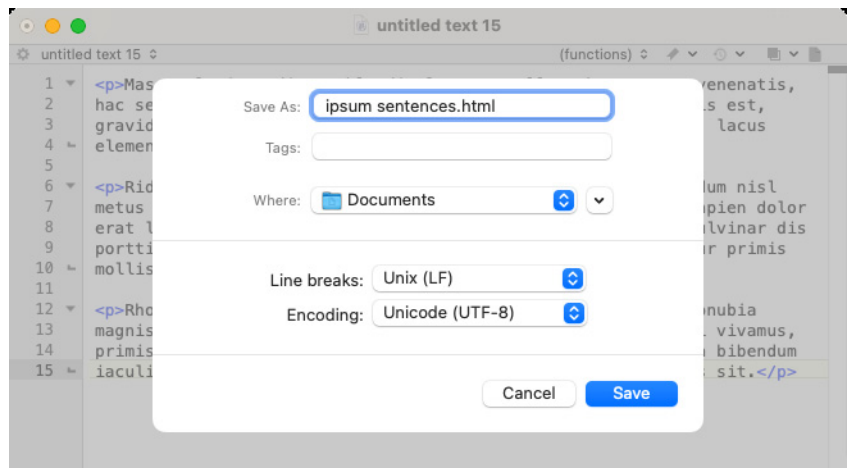 untitled text 15
untitled text 15 (functions)
1 <p>Mas venenatis,
2 hac se s est,
3 gravid lacus
4 elemen
5
6 <p>Rid um nisl
7 metus pien dolor
8 erat l lvinar dis
9 portti r primis
10 mollis
11
12 <p>Rho nubia
13 magnis vivamus,
14 primis bibendum
15 iaculi sit.</p>
Save As: ipsum sentences.html
Tags:
Where: Documents
Line breaks: Unix (LF)
Encoding: Unicode (UTF-8)
Cancel Save